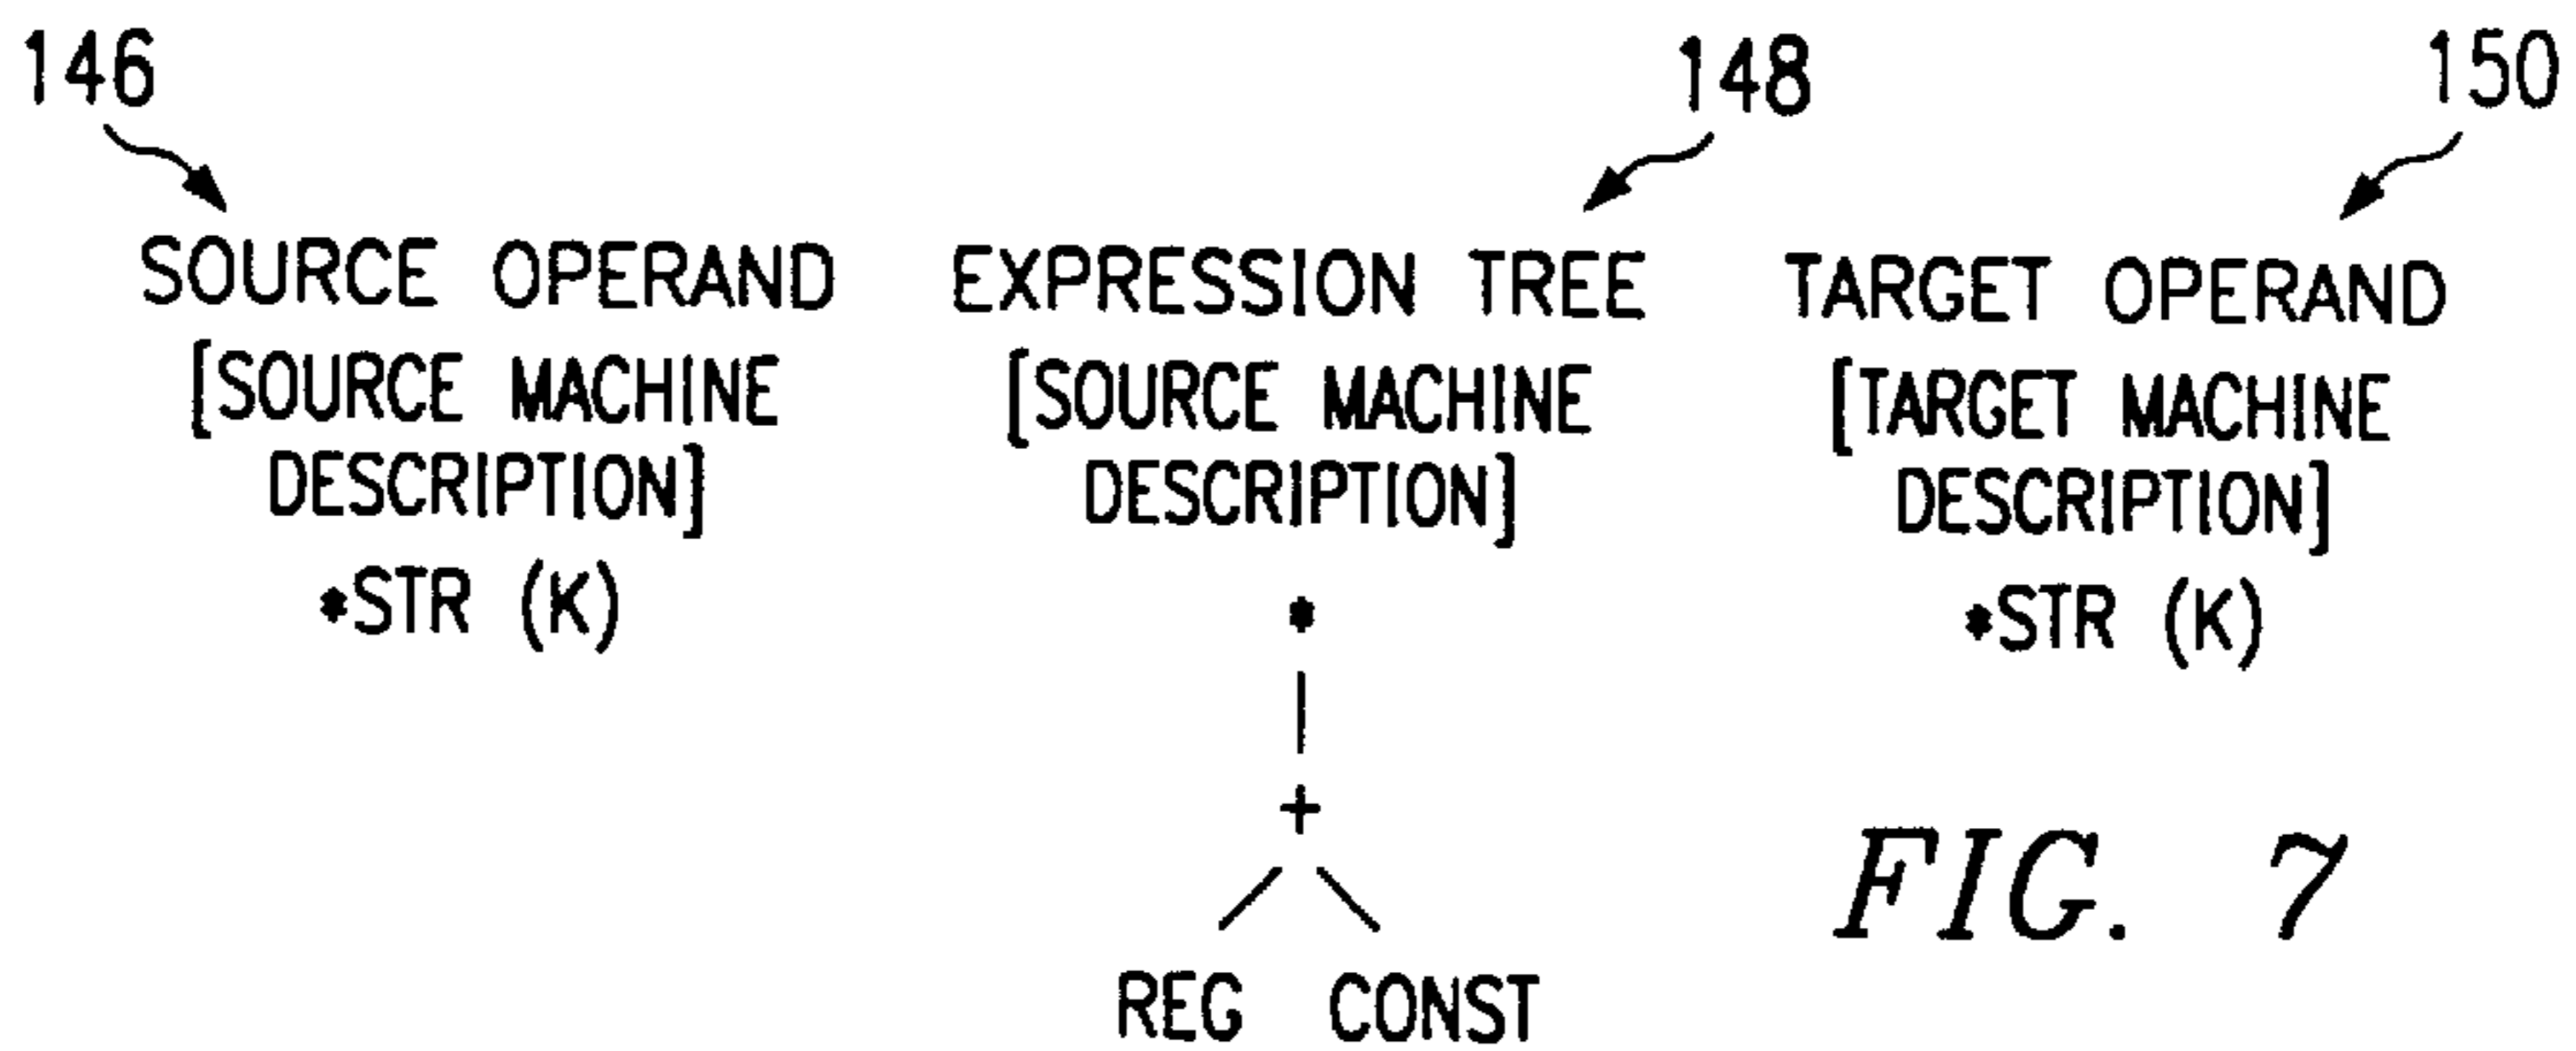 146
148
150
SOURCE OPERAND
[SOURCE MACHINE
DESCRIPTION]
*STR (K)
EXPRESSION TREE
[SOURCE MACHINE
DESCRIPTION]
*
+
REG CONST
TARGET OPERAND
[TARGET MACHINE
DESCRIPTION]
*STR (K)
FIG. 7